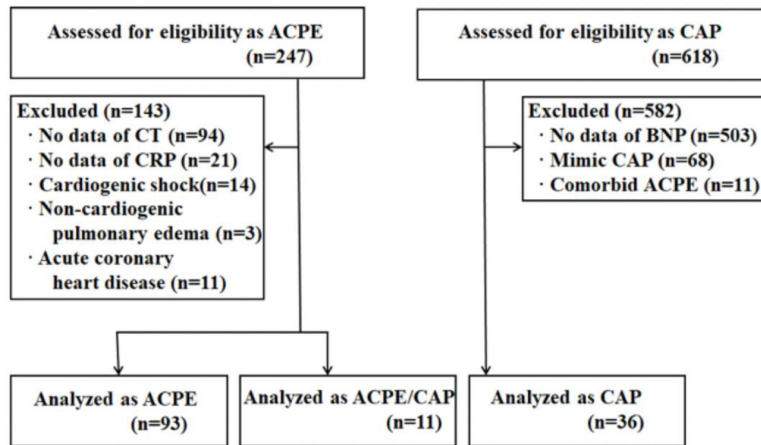 Assessed for eligibility as ACPE
(n=247)
Excluded (n=143)
· No data of CT (n=94)
· No data of CRP (n=21)
· Cardiogenic shock(n=14)
· Non-cardiogenic
pulmonary edema (n=3)
· Acute coronary
heart disease (n=11)
Assessed for eligibility as CAP
(n=618)
Excluded (n=582)
· No data of BNP (n=503)
· Mimic CAP (n=68)
· Comorbid ACPE (n=11)
Analyzed as ACPE
(n=93)
Analyzed as ACPE/CAP
(n=11)
Analyzed as CAP
(n=36)